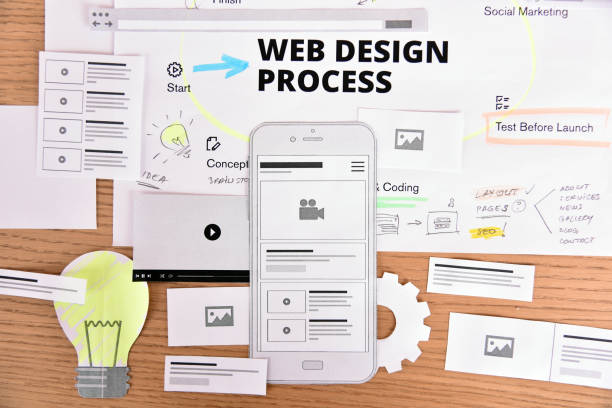 Finish
Social Marketing
WEB DESIGN
PROCESS
Start
Test Before Launch
Concept
IDEA
& Coding
LAYOUT
PAGES ?
SEO
ABOUT
SERVICES
NEWS
GALLERY
BLOG
CONTACT